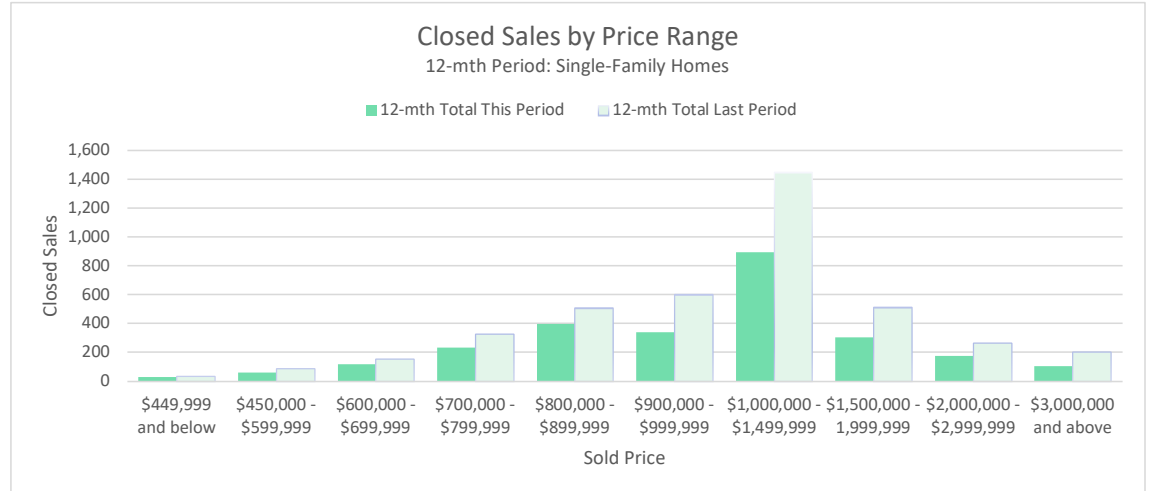 Closed Sales by Price Range
12-mth Period: Single-Family Homes
12-mth Total This Period 12-mth Total Last Period
1,600
1,400
1,200
1,000
800
600
400
200
0
Closed Sales
$449,999 and below
$450,000 - $599,999
$600,000 - $699,999
$700,000 - $799,999
$800,000 - $899,999
$900,000 - $999,999
$1,000,000 - $1,499,999
$1,500,000 - 1,999,999
$2,000,000 - $2,999,999
$3,000,000 and above
Sold Price